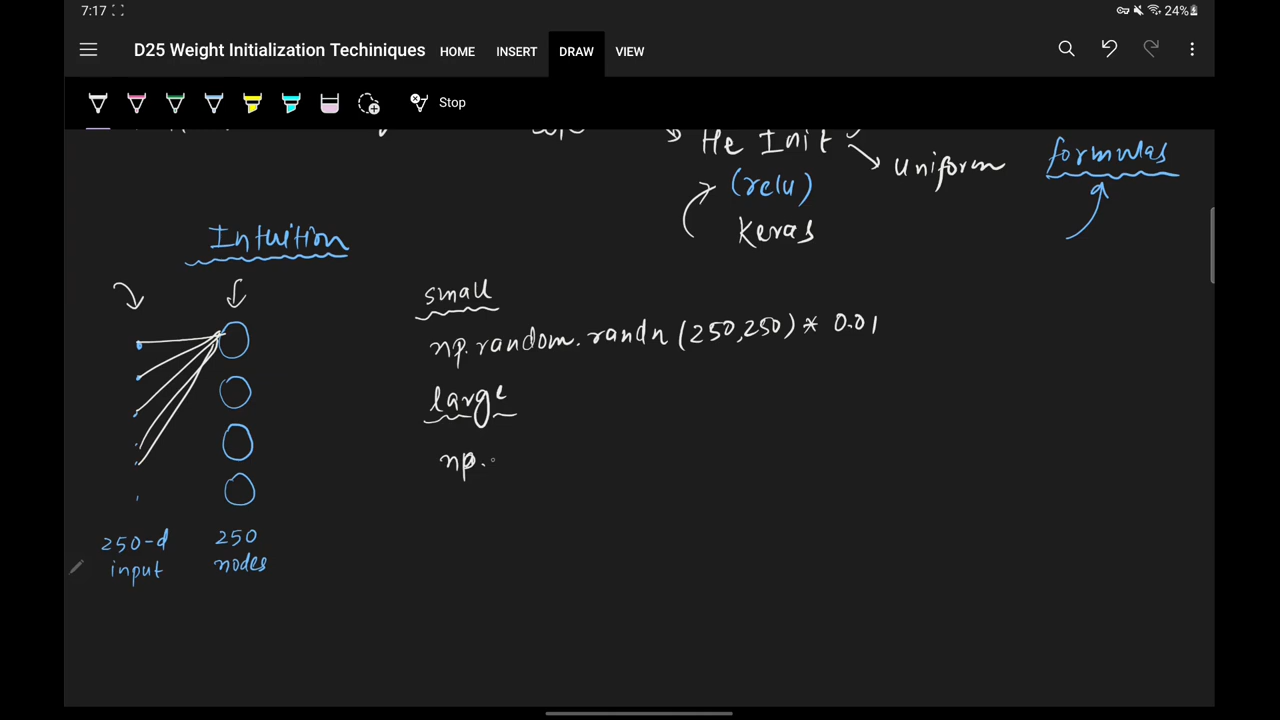 7:17
24%
D25 Weight Initialization Techiniques HOME INSERT DRAW VIEW
Stop
He Init
Uniform
formulas
(relu)
Keras
Intuition
small
np.random.randn(250,250) * 0.01
large
np.
250-d
input
250
nodes